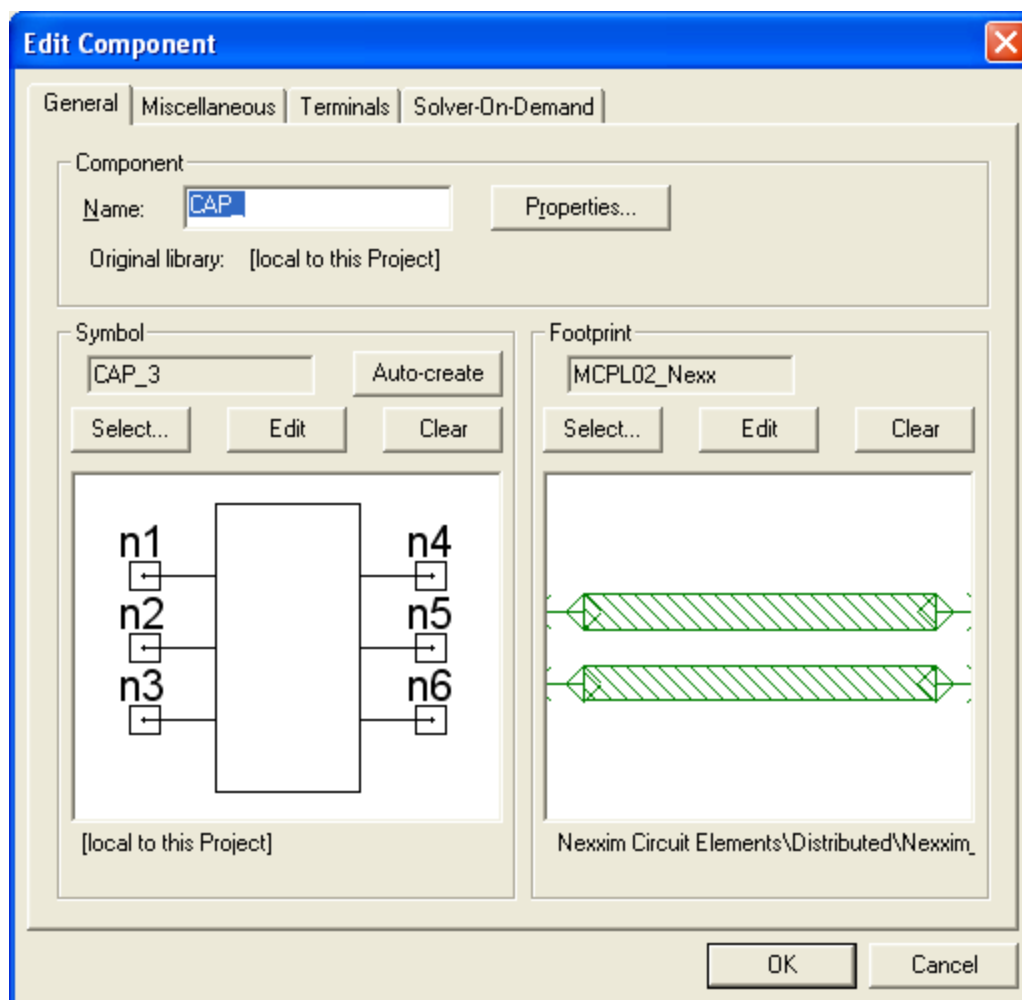 Edit Component
General Miscellaneous Terminals Solver-On-Demand
Component
Name: CAP_ Properties...
Original library: [local to this Project]
Symbol
CAP_3 Auto-create
Select... Edit Clear
n1 n4
n2 n5
n3 n6
[local to this Project]
Footprint
MCPL02_Nexx
Select... Edit Clear
Nexxim Circuit Elements\Distributed\Nexxim_
OK Cancel